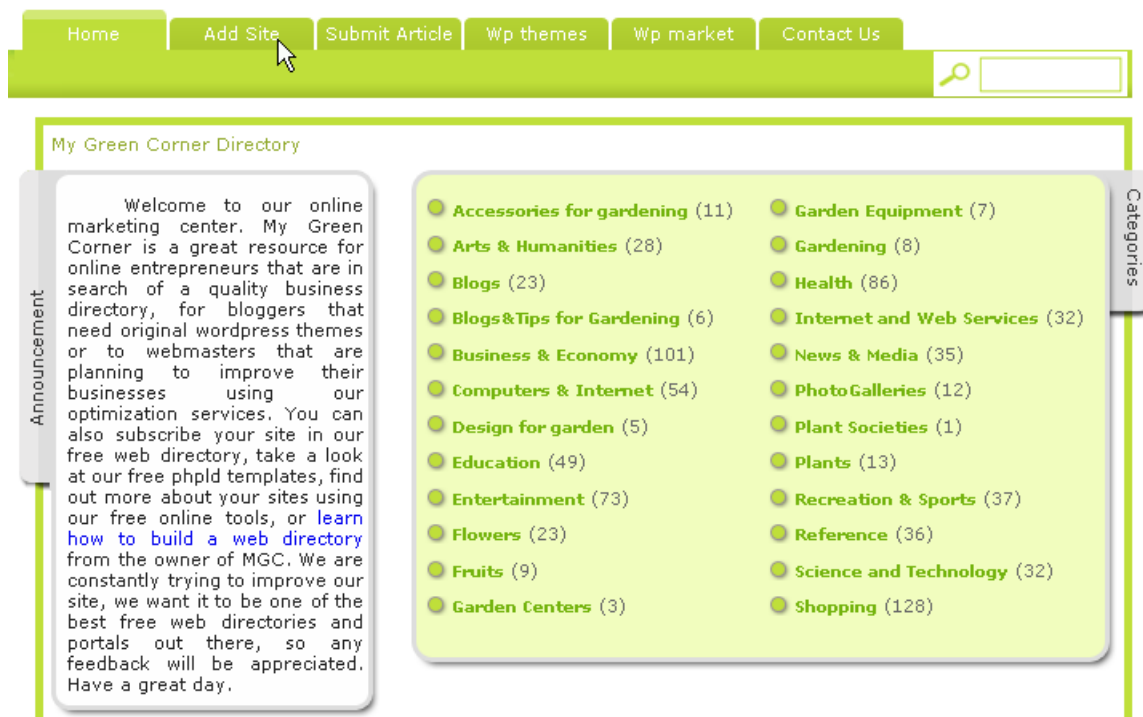 Home
Add Site
Submit Article
Wp themes
Wp market
Contact Us
My Green Corner Directory
Announcement
Welcome to our online
marketing center. My Green
Corner is a great resource for
online entrepreneurs that are in
search of a quality business
directory, for bloggers that
need original wordpress themes
or to webmasters that are
planning to improve their
businesses using our
optimization services. You can
also subscribe your site in our
free web directory, take a look
at our free phpld templates, find
out more about your sites using
our free online tools, or learn
how to build a web directory
from the owner of MGC. We are
constantly trying to improve our
site, we want it to be one of the
best free web directories and
portals out there, so any
feedback will be appreciated.
Have a great day.
Accessories for gardening (11)
Arts & Humanities (28)
Blogs (23)
Blogs&Tips for Gardening (6)
Business & Economy (101)
Computers & Internet (54)
Design for garden (5)
Education (49)
Entertainment (73)
Flowers (23)
Fruits (9)
Garden Centers (3)
Garden Equipment (7)
Gardening (8)
Health (86)
Internet and Web Services (32)
News & Media (35)
PhotoGalleries (12)
Plant Societies (1)
Plants (13)
Recreation & Sports (37)
Reference (36)
Science and Technology (32)
Shopping (128)
Categories